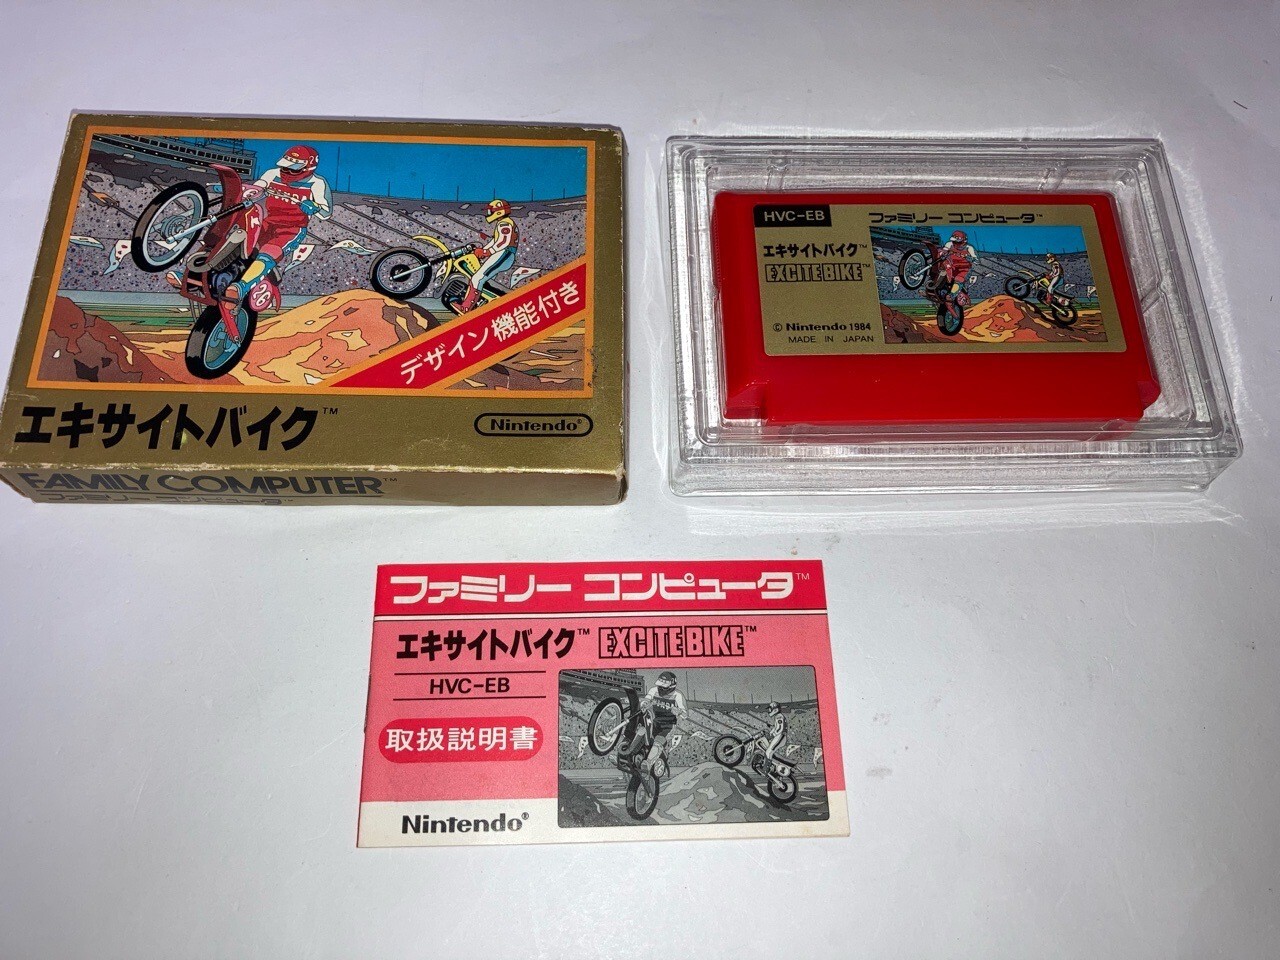 デザイン機能付き
エキサイトバイク™
Nintendo®
FAMILY COMPUTER™
ファミリー コンピュータ™
HVC-EB
ファミリー コンピュータ™
エキサイトバイク™
EXCITEBIKE™
© Nintendo 1984
MADE IN JAPAN
ファミリー コンピュータ™
エキサイトバイク™ EXCITEBIKE™
HVC-EB
取扱説明書
Nintendo®